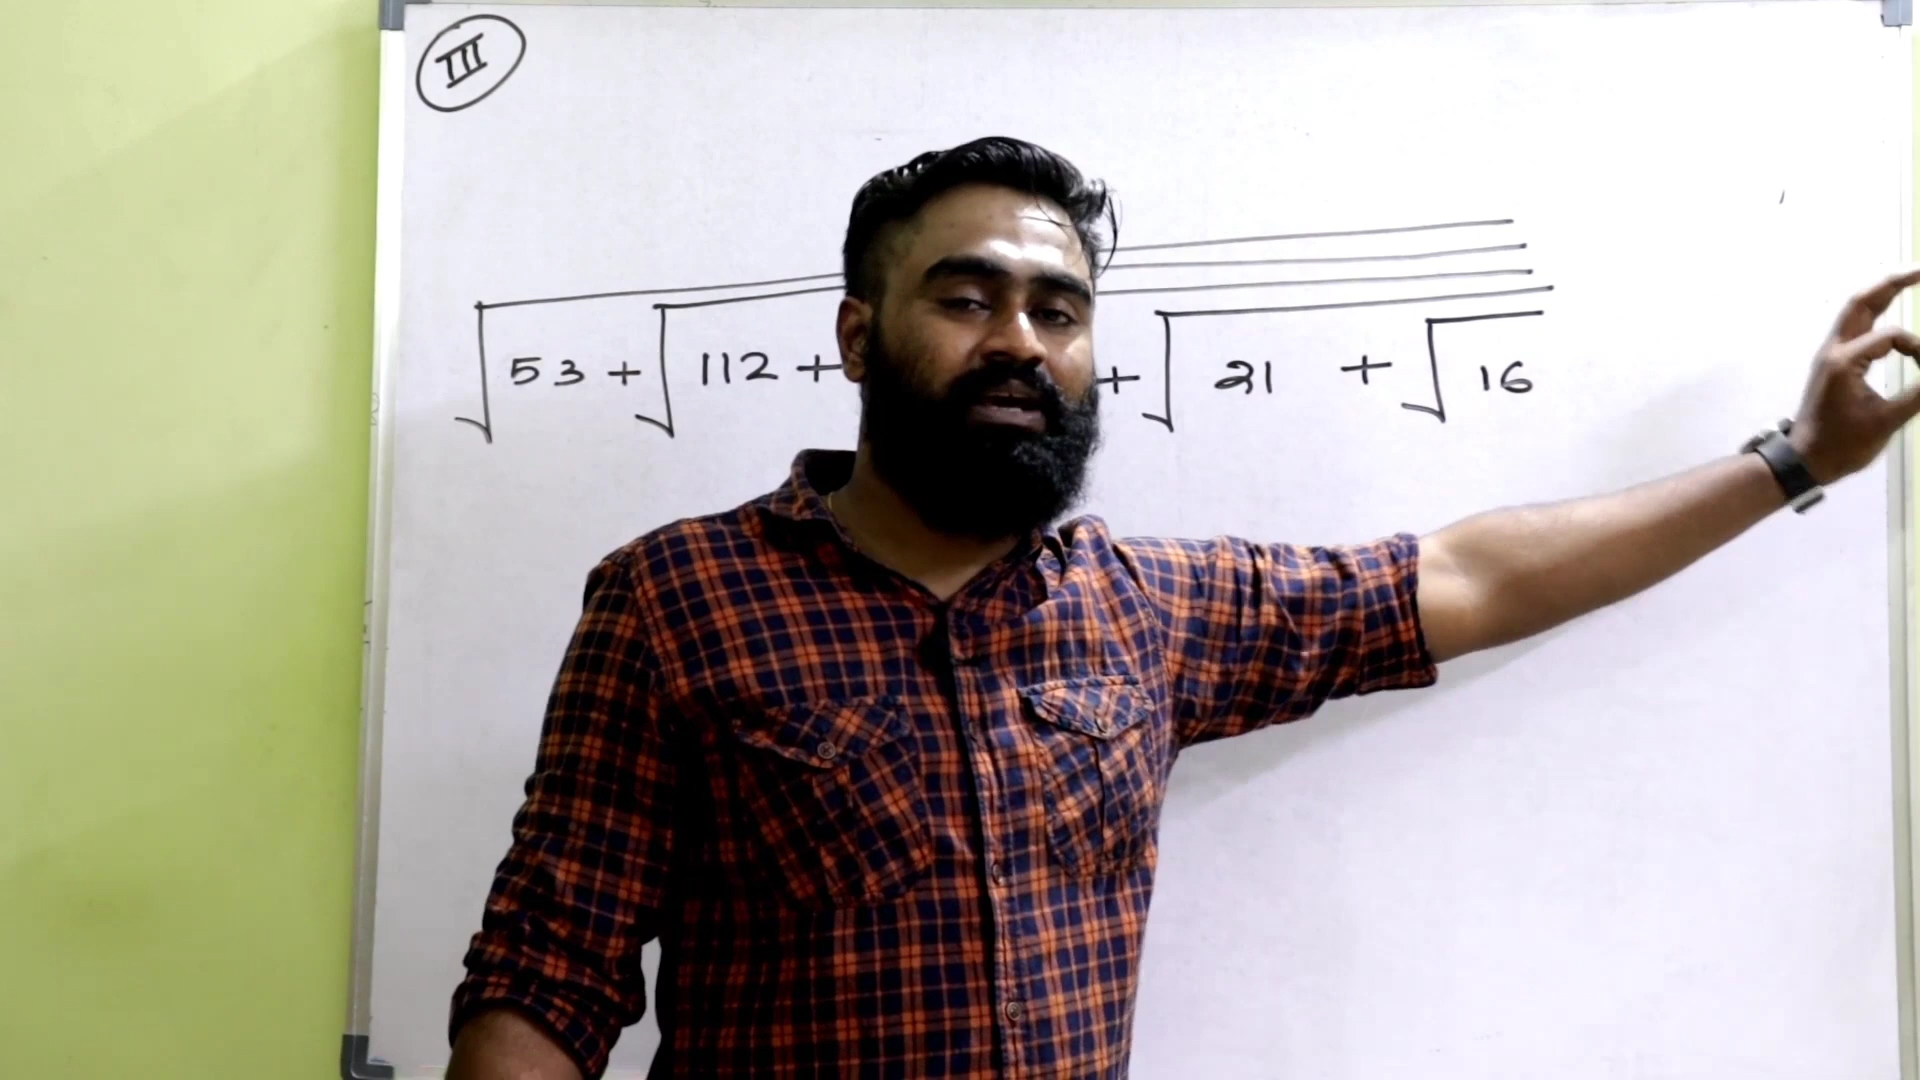 III
√53 + √112 + + √21 + √16